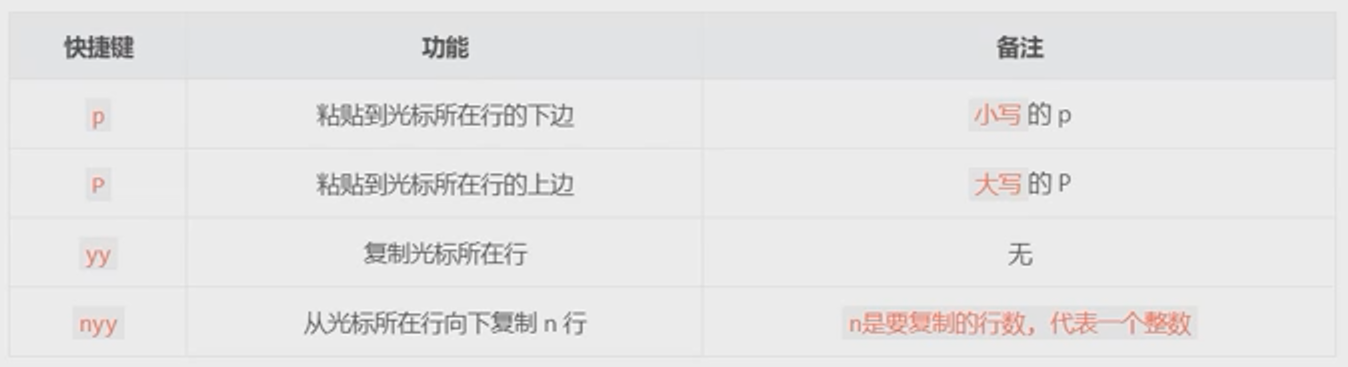 快捷键 功能 备注
p 粘贴到光标所在行的下边 小写的 p
P 粘贴到光标所在行的上边 大写的 P
yy 复制光标所在行 无
nyy 从光标所在行向下复制 n 行 n是要复制的行数，代表一个整数